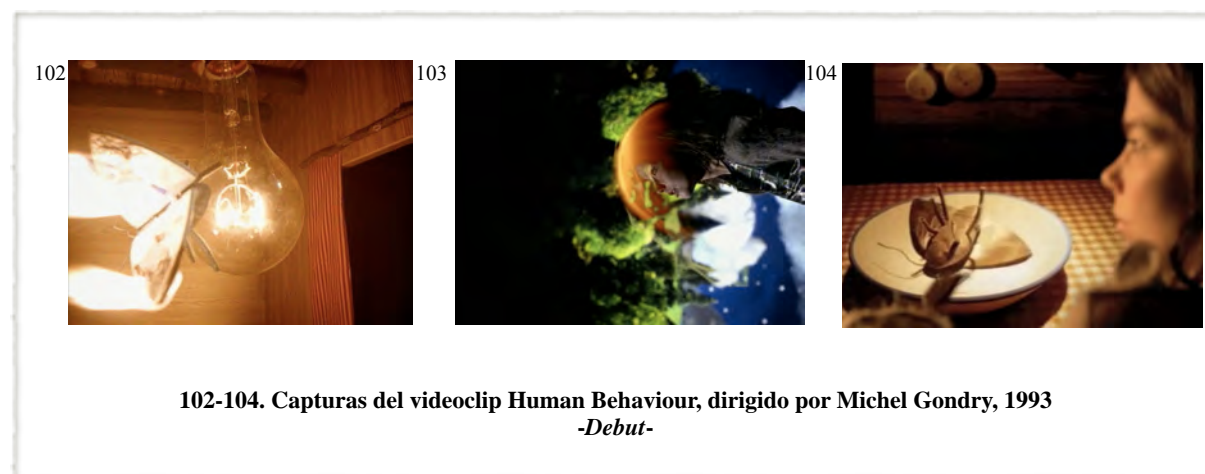 102
103
104
102-104. Capturas del videoclip Human Behaviour, dirigido por Michel Gondry, 1993
-Debut-